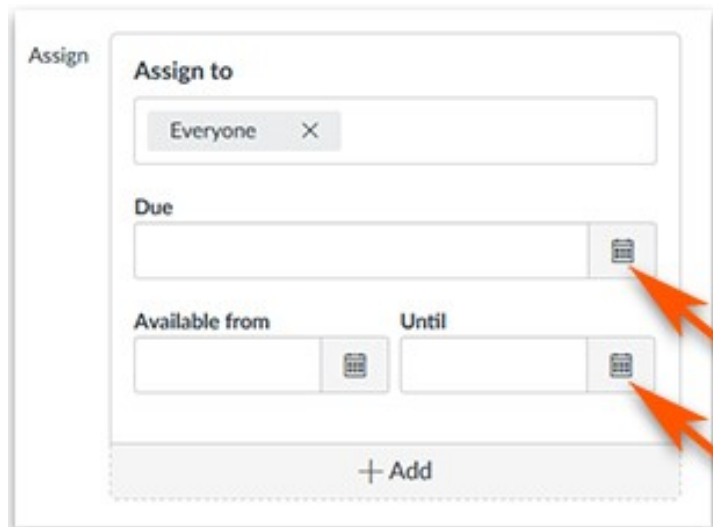 Assign
Assign to
Everyone ×
Due
Available from Until
+ Add